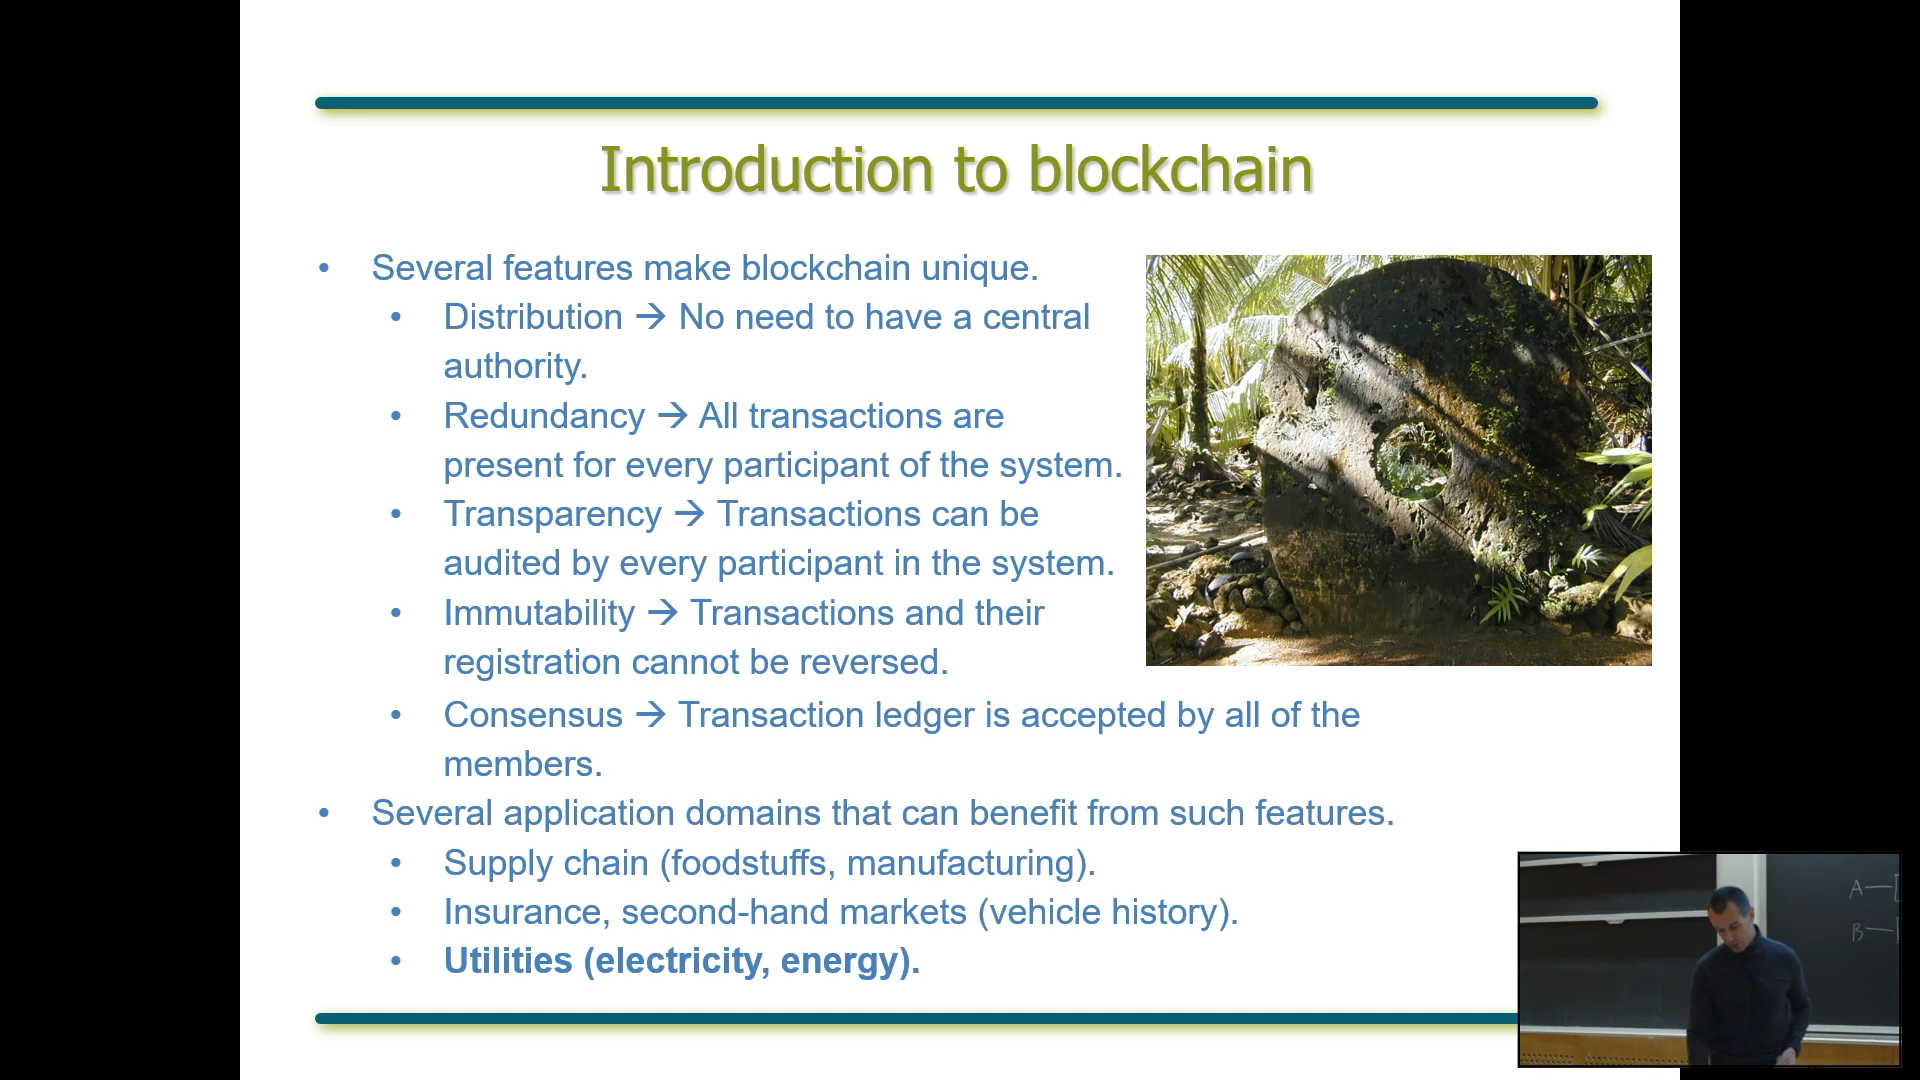 Introduction to blockchain
• Several features make blockchain unique.
• Distribution → No need to have a central
authority.
• Redundancy → All transactions are
present for every participant of the system.
• Transparency → Transactions can be
audited by every participant in the system.
• Immutability → Transactions and their
registration cannot be reversed.
• Consensus → Transaction ledger is accepted by all of the
members.
• Several application domains that can benefit from such features.
• Supply chain (foodstuffs, manufacturing).
• Insurance, second-hand markets (vehicle history).
• Utilities (electricity, energy).
A
B